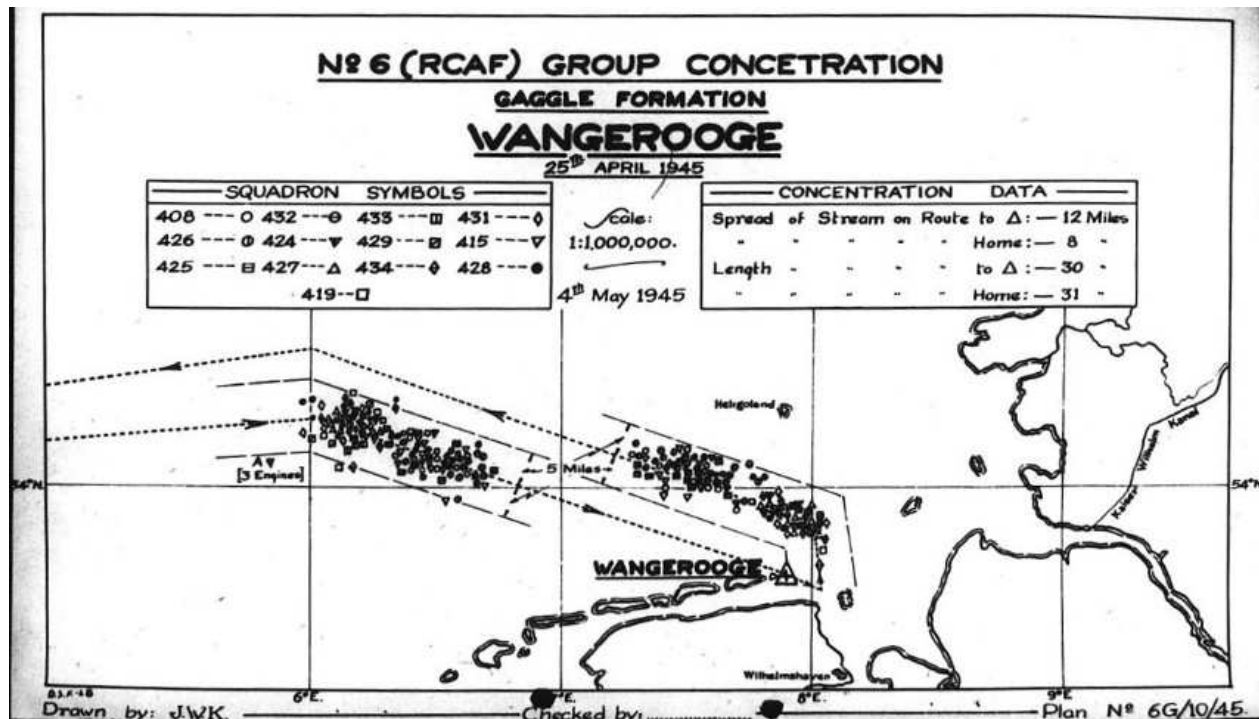 Nº 6 (RCAF) GROUP CONCETRATION
GAGGLE FORMATION
WANGEROOGE
25th APRIL 1945
SQUADRON SYMBOLS
408 --- 432 --- 433 --- 431 ---
426 --- 424 --- 429 --- 415 ---
425 --- 427 --- 434 --- 428 ---
419 --
Scale:
1:1,000,000.
4th May 1945
CONCENTRATION DATA
Spread of Stream on Route to Δ: — 12 Miles
" " " " Home: — 8 "
Length " " " " to Δ: — 30 "
" " " " " Home: — 31 "
Heligoland
A
[3 Engines]
5 Miles
54°N
54°N
Kaiser Wilhelm Kanal
WANGEROOGE
Wilhelmshaven
6°E. 8°E. 9°E.
Drawn by: J.W.K. Checked by: Plan Nº 6G/10/45.